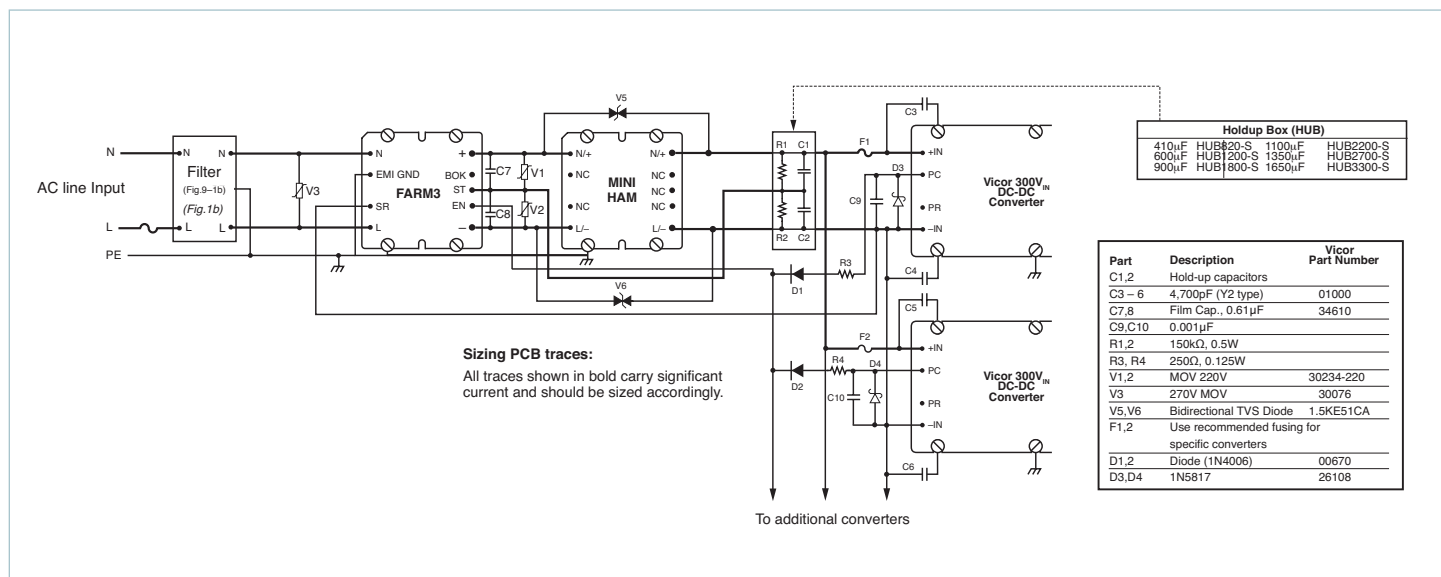 V5
C3
N
N
N
N
+
N/+
N/+
R1
C1
F1
+IN
D3
AC line Input
Filter
(Fig.9–1b)
(Fig.1b)
V3
EMI GND
BOK
C7
V1
NC
NC
PC
Vicor 300VIN
DC-DC
Converter
FARM3
ST
MINI
HAM
NC
C9
SR
EN
C8
V2
NC
NC
PR
L
L
L
L
–
L/–
L/–
R2
C2
–IN
PE
R3
C4
D1
V6
C5
F2
+IN
Sizing PCB traces:
All traces shown in bold carry significant
current and should be sized accordingly.
R4
D4
PC
Vicor 300VIN
DC-DC
Converter
D2
C10
PR
–IN
C6
To additional converters
Holdup Box (HUB)
410µF HUB820-S 1100µF HUB2200-S
600µF HUB1200-S 1350µF HUB2700-S
900µF HUB1800-S 1650µF HUB3300-S
Part Description Vicor Part Number
C1,2 Hold-up capacitors
C3 – 6 4,700pF (Y2 type) 01000
C7,8 Film Cap., 0.61µF 34610
C9,C10 0.001µF
R1,2 150kΩ, 0.5W
R3, R4 250Ω, 0.125W
V1,2 MOV 220V 30234-220
V3 270V MOV 30076
V5,V6 Bidirectional TVS Diode 1.5KE51CA
F1,2 Use recommended fusing for
specific converters
D1,2 Diode (1N4006) 00670
D3,D4 1N5817 26108